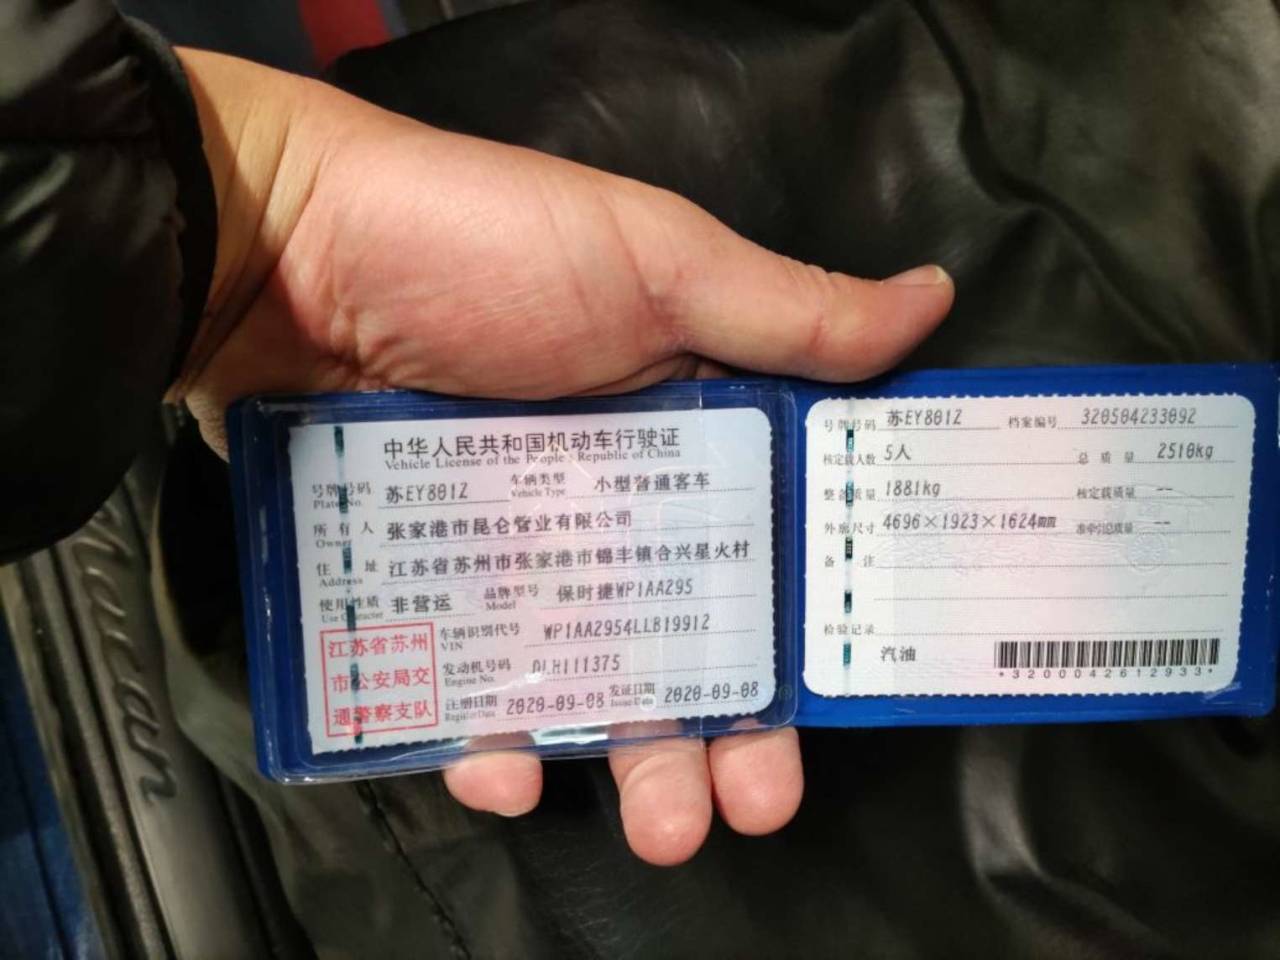 中华人民共和国机动车行驶证
Vehicle License of the People's Republic of China
号牌号码 苏EY801Z 车辆类型 小型普通客车
Plate No. Vehicle Type
所有人 张家港市昆仑管业有限公司
Owner
住址 江苏省苏州市张家港市锦丰镇合兴星火村
Address
使用性质 非营运 品牌型号 保时捷WP1AA295
Use Character Model
江苏省苏州
市公安局交
通警察支队
车辆识别代号 WP1AA2954LLB19912
VIN
发动机号码 DLH111375
Engine No.
注册日期 2020-09-08 发证日期 2020-09-08
Register Date Issue Date
号牌号码 苏EY801Z 档案编号 320504233092
核定载人数 5人 总质量 2510kg
整备质量 1881kg 核定载质量 --
外廓尺寸 4696×1923×1624mm 准牵引总质量 --
备注
检验记录
汽油
*3200042612933*
Macan